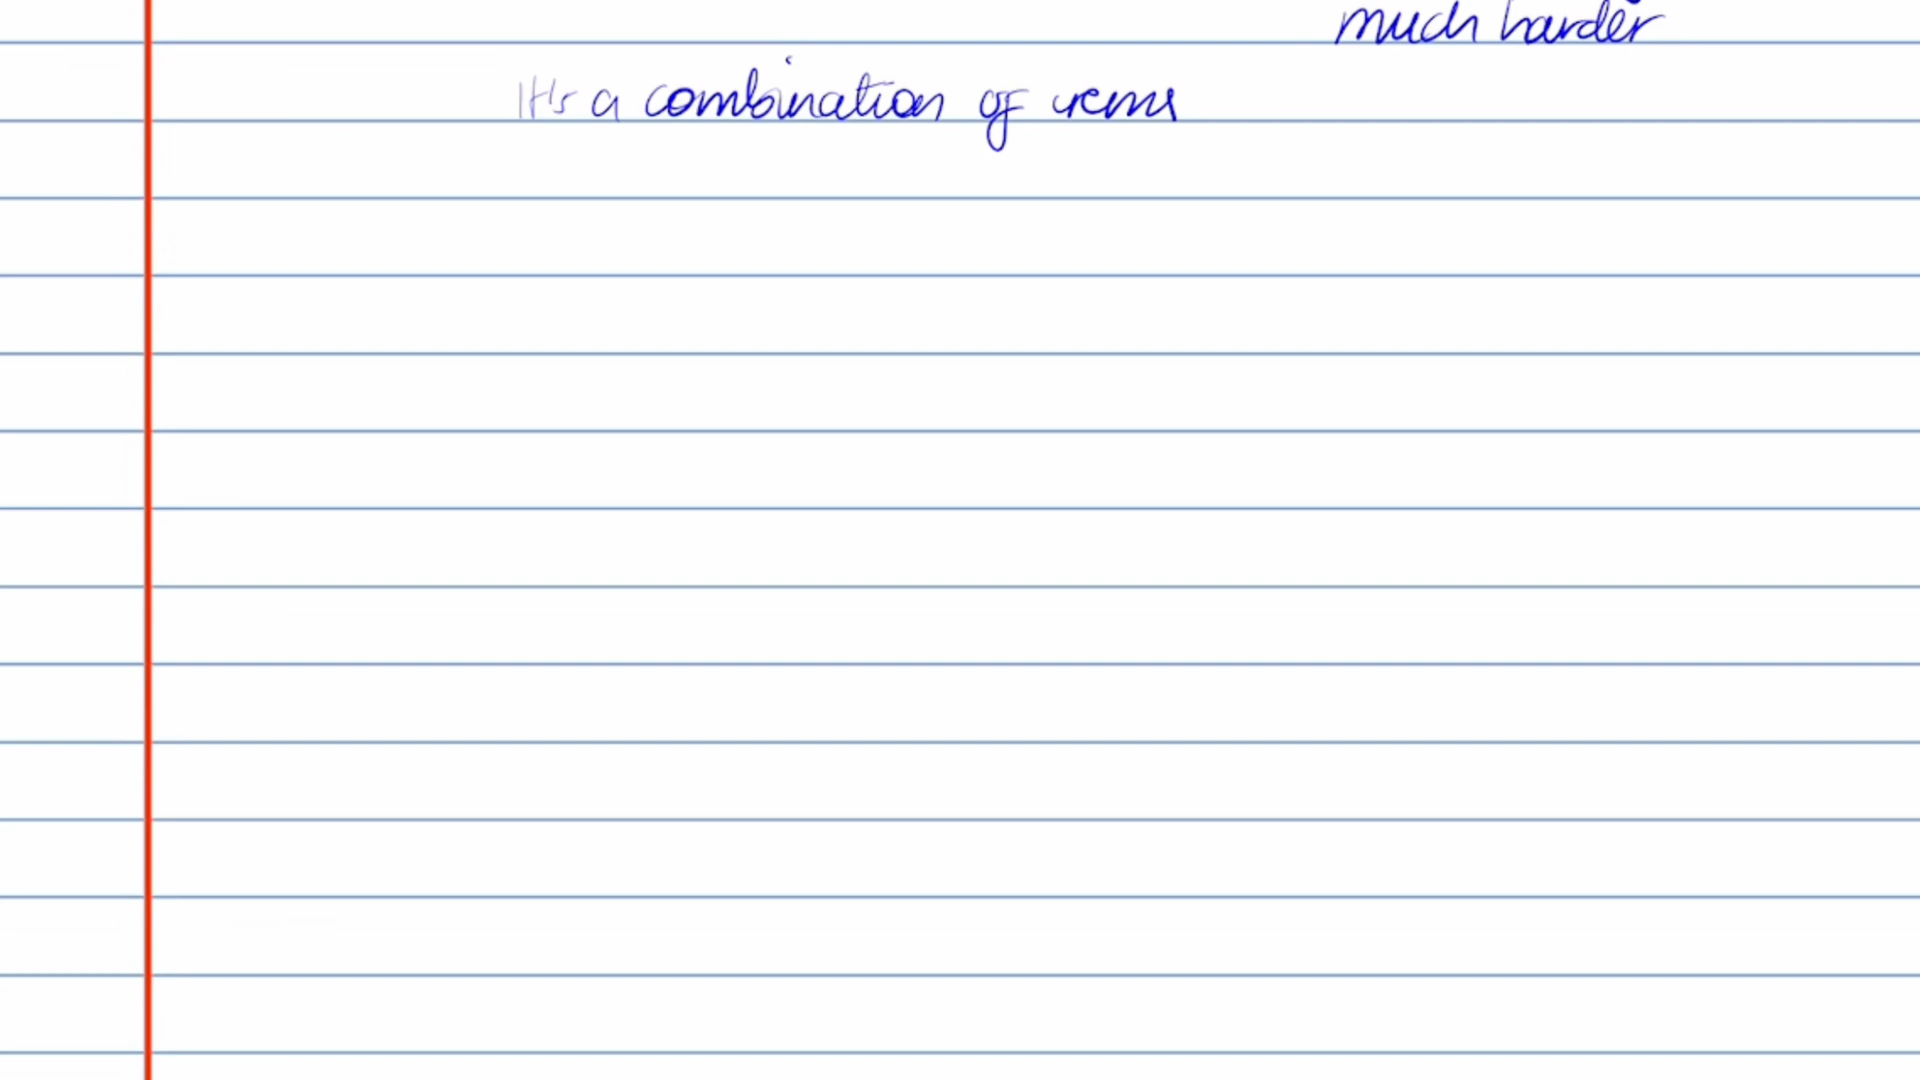 much harder
It's a combination of